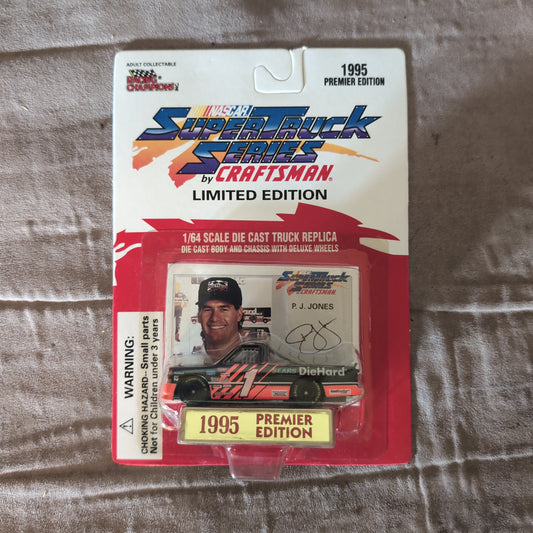 ADULT COLLECTABLE
RACING
CHAMPIONS
1995
PREMIER EDITION
NASCAR
SUPERTRUCK
SERIES
by CRAFTSMAN®
LIMITED EDITION
1/64 SCALE DIE CAST TRUCK REPLICA
DIE CAST BODY AND CHASSIS WITH DELUXE WHEELS
SUPERTRUCK
SERIES
CRAFTSMAN
P. J. JONES
SEARS DieHard
1
WARNING:
CHOKING HAZARD--Small parts
Not for Children under 3 years
1995 PREMIER
EDITION